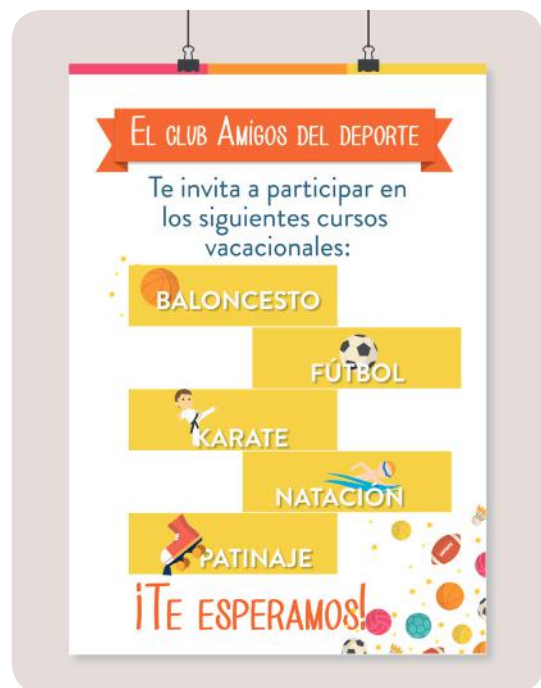 El club Amigos del deporte
Te invita a participar en
los siguientes cursos
vacacionales:
BALONCESTO
FÚTBOL
KARATE
NATACIÓN
PATINAJE
¡Te esperamos!